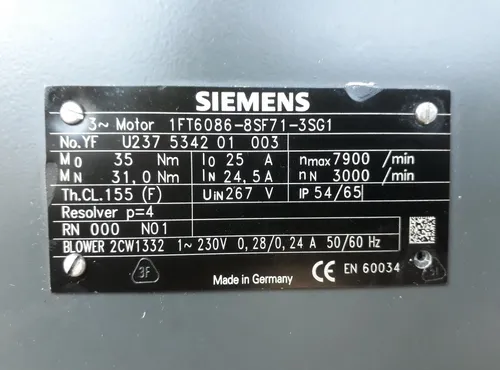 SIEMENS
3~ Motor 1FT6086-8SF71-3SG1
No.YF U237 5342 01 003
M0 35 Nm I0 25 A nmax 7900 /min
MN 31,0 Nm IN 24,5 A nN 3000 /min
Th.CL.155 (F) UIN 267 V IP 54/65
Resolver p=4
RN 000 N01
BLOWER 2CW1332 1~ 230V 0,28/0,24 A 50/60 Hz
3F Made in Germany CE EN 60034